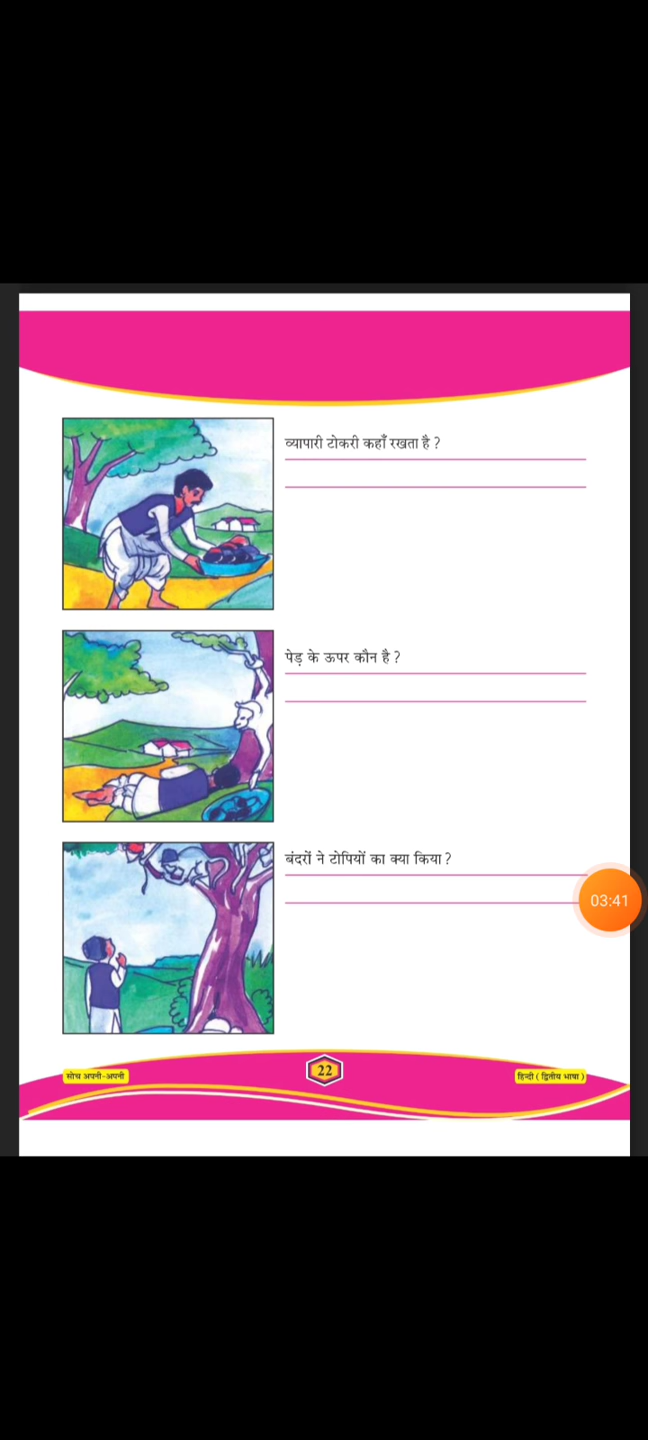 व्यापारी टोकरी कहाँ रखता है ?
पेड़ के ऊपर कौन है ?
बंदरों ने टोपियों का क्या किया ?
03:41
सोच अपनी-अपनी
22
हिन्दी ( द्वितीय भाषा )